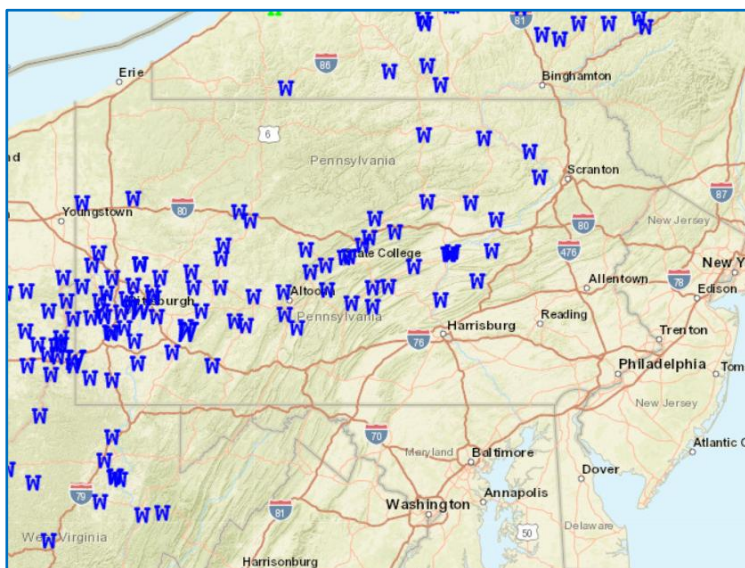 81
Erie
86
Binghamton
6
Pennsylvania
Scranton
87
80
Youngstown
80
New Jersey
State College
476
New Y
78
Allentown
Edison
Pittsburgh
Altoona
Pennsylvania
Reading
Harrisburg
76
Trenton
Philadelphia
Tom
New Jersey
70
Maryland
Baltimore
Atlantic C
Dover
79
Annapolis
Washington
81
50
Delaware
West Virginia
Harrisonburg